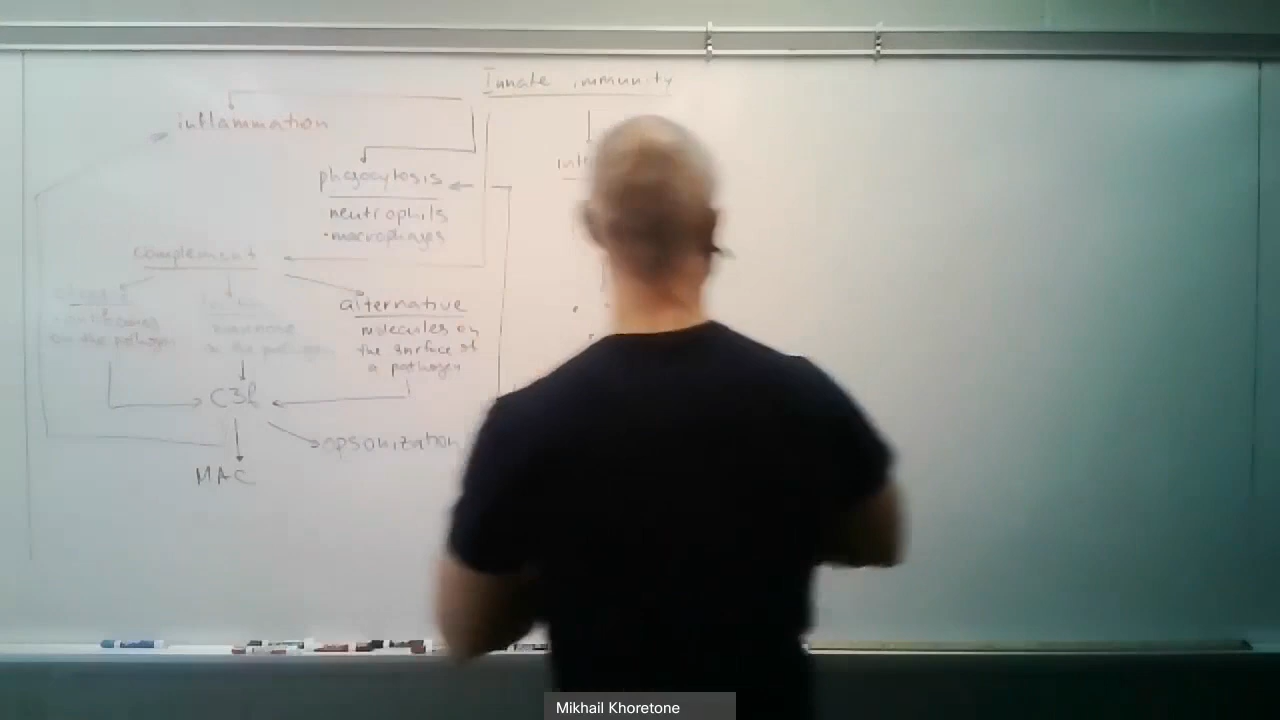 Innate immunity
inflammation
phagocytosis
neutrophils
•macrophages
complement
alternative
molecules on
the surface of
a pathogen
on the pathogen
mannose
on the pathogen
C3b
opsonization
MAC
Mikhail Khoretone